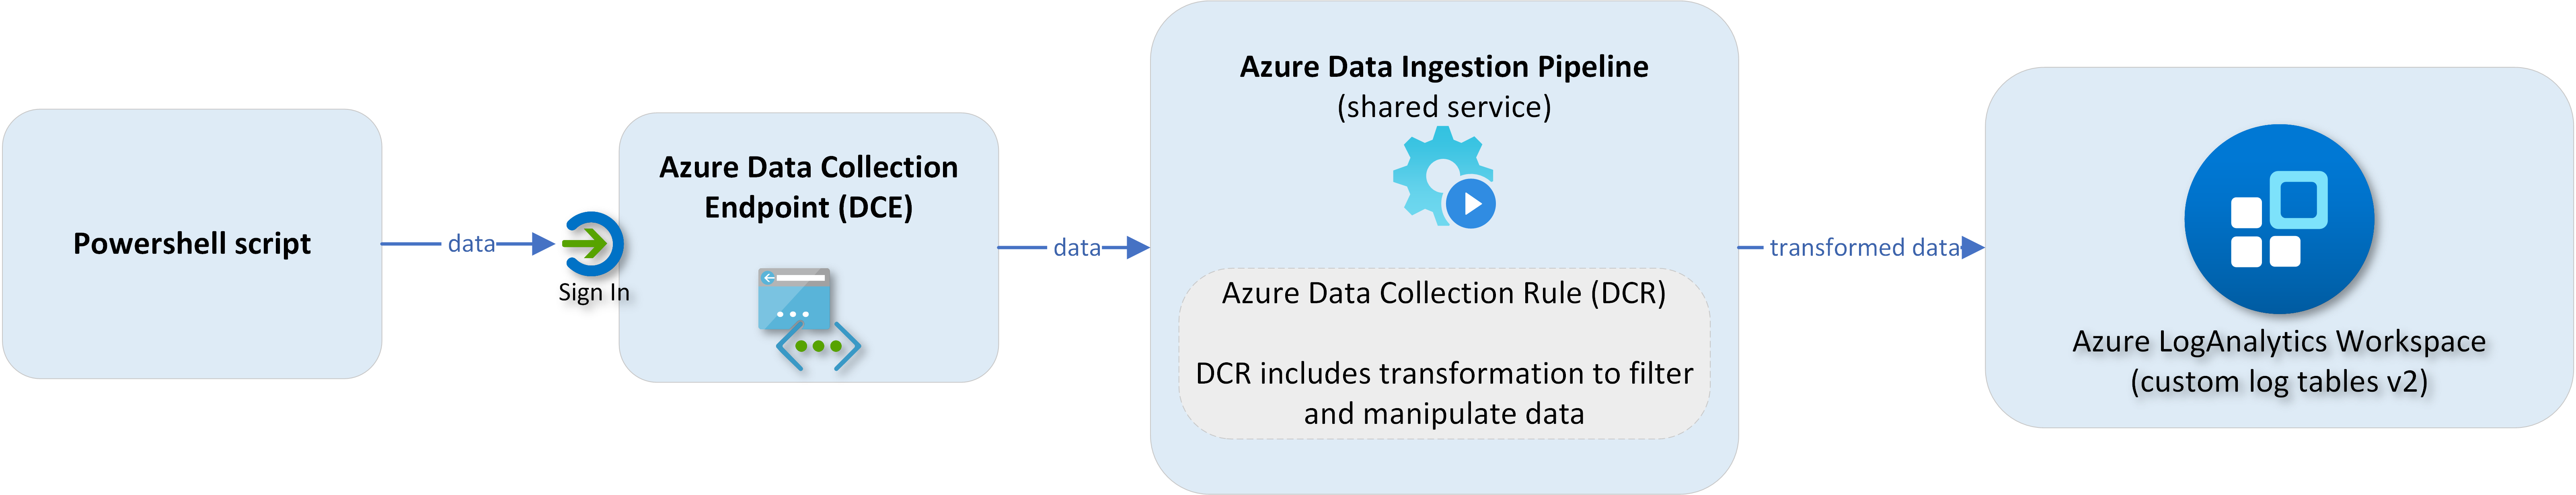 Powershell script
data
Sign In
Azure Data Collection
Endpoint (DCE)
data
Azure Data Ingestion Pipeline
(shared service)
Azure Data Collection Rule (DCR)
DCR includes transformation to filter
and manipulate data
transformed data
Azure LogAnalytics Workspace
(custom log tables v2)